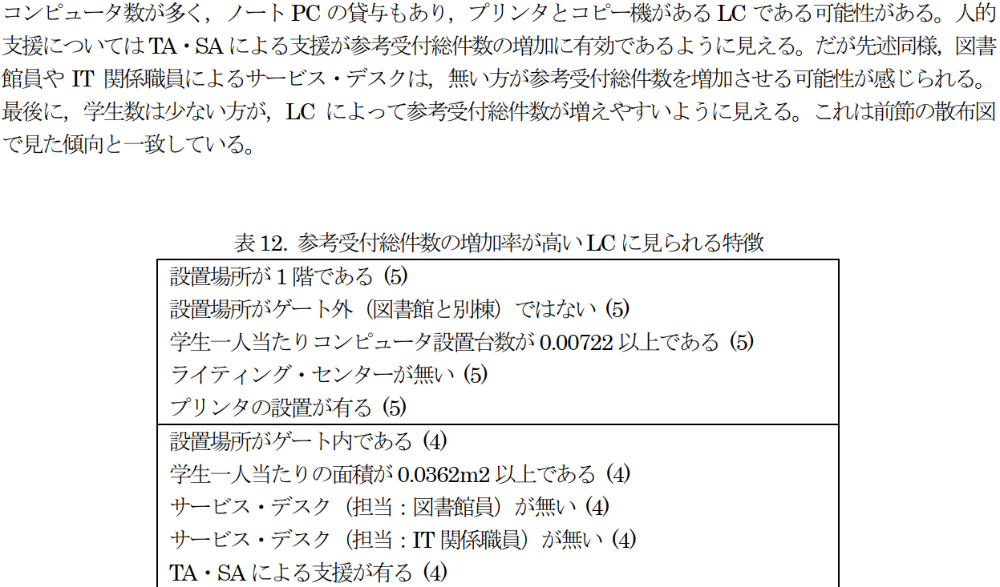 コンピュータ数が多く，ノート PC の貸与もあり，プリンタとコピー機がある LC である可能性がある。人的
支援については TA・SA による支援が参考受付総件数の増加に有効であるように見える。だが先述同様，図書
館員や IT 関係職員によるサービス・デスクは，無い方が参考受付総件数を増加させる可能性が感じられる。
最後に，学生数は少ない方が，LC によって参考受付総件数が増えやすいように見える。これは前節の散布図
で見た傾向と一致している。
表 12. 参考受付総件数の増加率が高い LC に見られる特徴
設置場所が 1 階である (5)
設置場所がゲート外（図書館と別棟）ではない (5)
学生一人当たりコンピュータ設置台数が 0.00722 以上である (5)
ライティング・センターが無い (5)
プリンタの設置が有る (5)
設置場所がゲート内である (4)
学生一人当たりの面積が 0.0362m2 以上である (4)
サービス・デスク（担当：図書館員）が無い (4)
サービス・デスク（担当：IT 関係職員）が無い (4)
TA・SA による支援が有る (4)